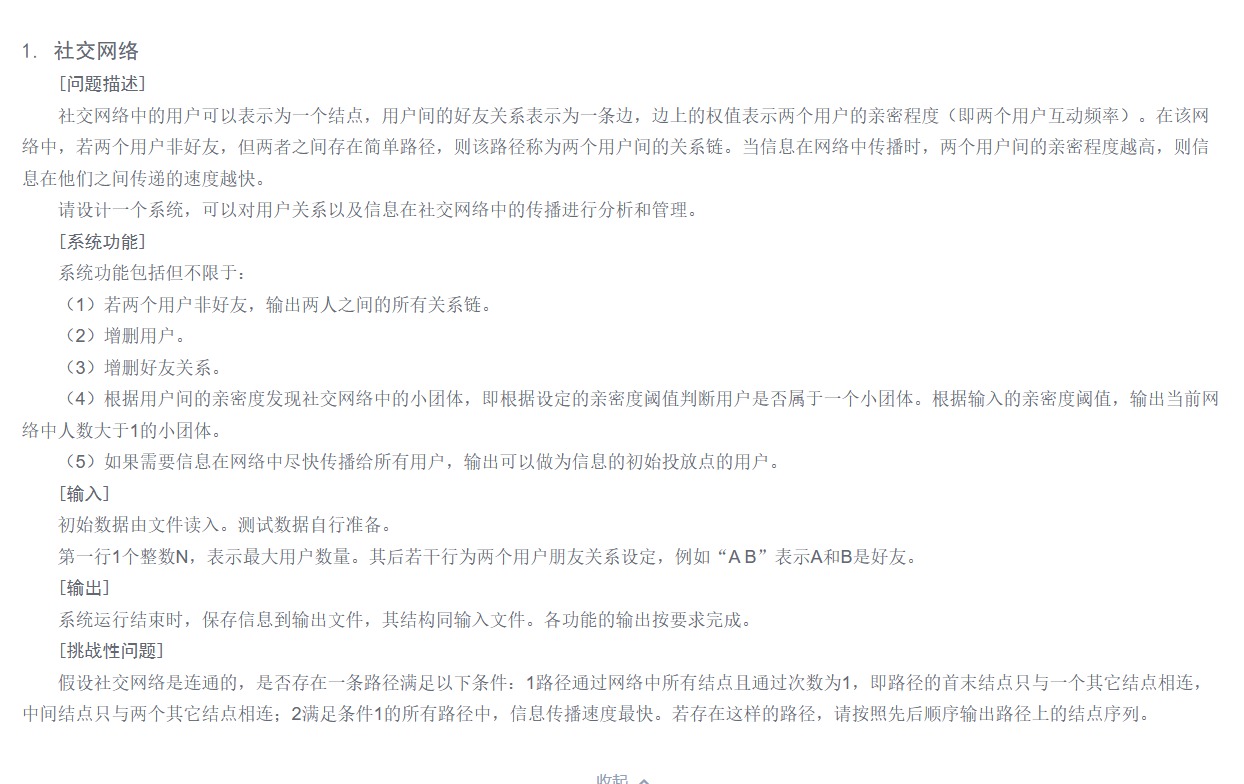 1. 社交网络
[问题描述]
社交网络中的用户可以表示为一个结点，用户间的好友关系表示为一条边，边上的权值表示两个用户的亲密程度（即两个用户互动频率）。在该网
络中，若两个用户非好友，但两者之间存在简单路径，则该路径称为两个用户间的关系链。当信息在网络中传播时，两个用户间的亲密程度越高，则信
息在他们之间传递的速度越快。
请设计一个系统，可以对用户关系以及信息在社交网络中的传播进行分析和管理。
[系统功能]
系统功能包括但不限于：
（1）若两个用户非好友，输出两人之间的所有关系链。
（2）增删用户。
（3）增删好友关系。
（4）根据用户间的亲密度发现社交网络中的小团体，即根据设定的亲密度阈值判断用户是否属于一个小团体。根据输入的亲密度阈值，输出当前网
络中人数大于1的小团体。
（5）如果需要信息在网络中尽快传播给所有用户，输出可以做为信息的初始投放点的用户。
[输入]
初始数据由文件读入。测试数据自行准备。
第一行1个整数N，表示最大用户数量。其后若干行为两个用户朋友关系设定，例如“A B”表示A和B是好友。
[输出]
系统运行结束时，保存信息到输出文件，其结构同输入文件。各功能的输出按要求完成。
[挑战性问题]
假设社交网络是连通的，是否存在一条路径满足以下条件：1路径通过网络中所有结点且通过次数为1，即路径的首末结点只与一个其它结点相连，
中间结点只与两个其它结点相连；2满足条件1的所有路径中，信息传播速度最快。若存在这样的路径，请按照先后顺序输出路径上的结点序列。
收起